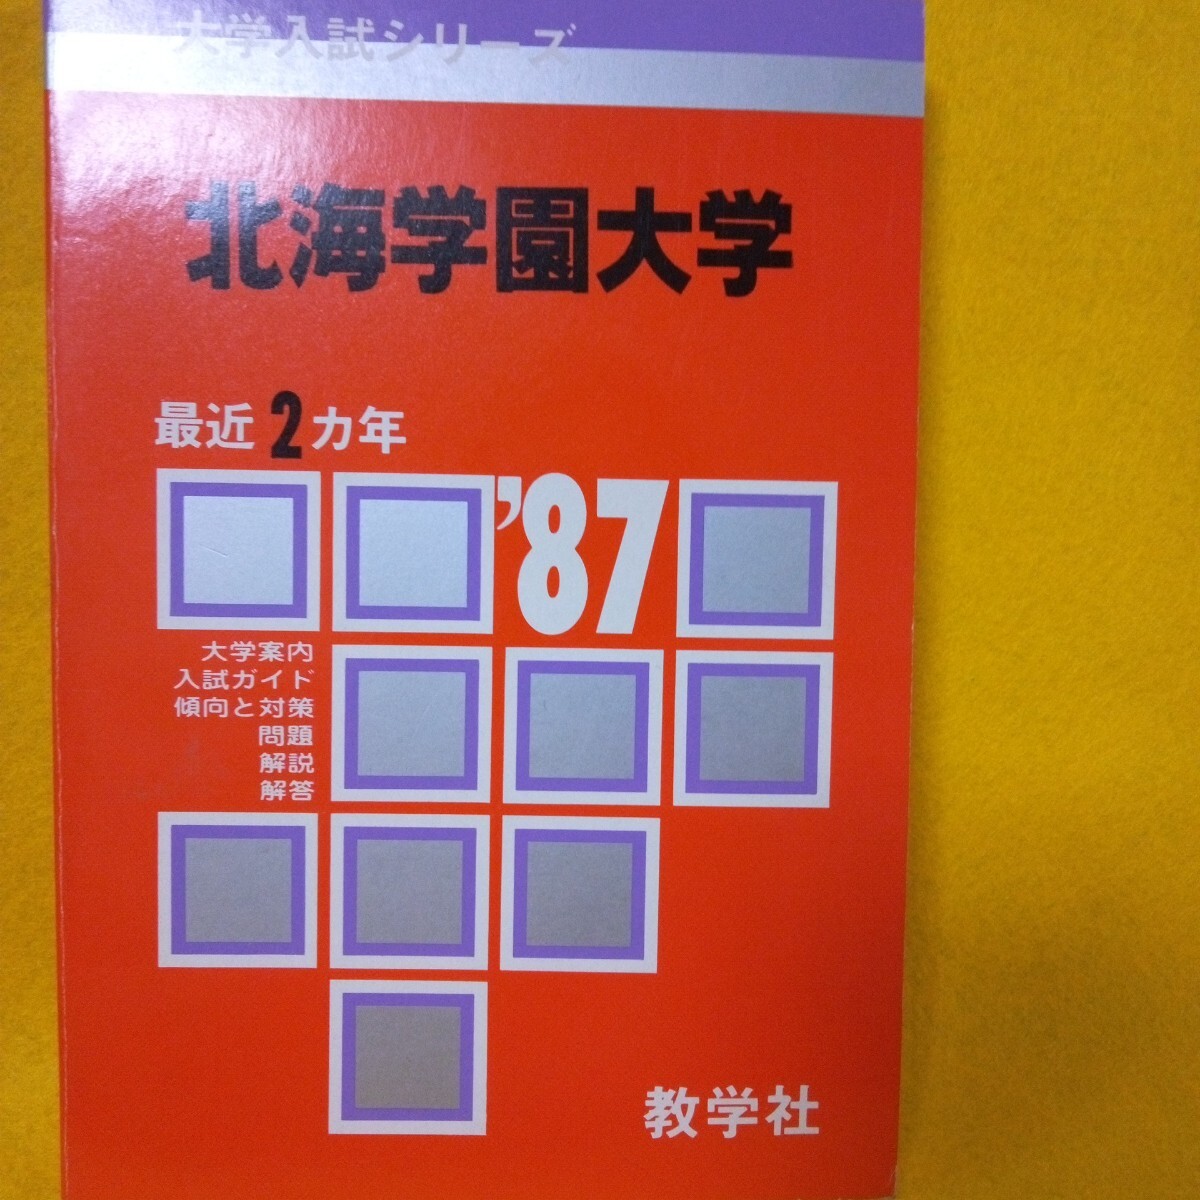 大学入試シリーズ
北海学園大学
最近2カ年
'87
大学案内
入試ガイド
傾向と対策
問題
解説
解答
教学社